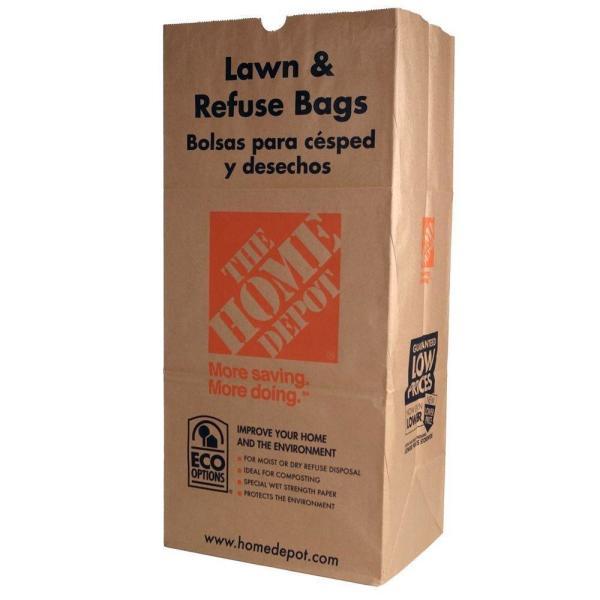 Lawn &
Refuse Bags
Bolsas para césped
y desechos
THE
HOME
DEPOT
®
More saving.
More doing.
ECO
OPTIONS
®
IMPROVE YOUR HOME
AND THE ENVIRONMENT
FOR MOIST OR DRY REFUSE DISPOSAL
IDEAL FOR COMPOSTING
SPECIAL WET STRENGTH PAPER
PROTECTS THE ENVIRONMENT
www.homedepot.com
GUARANTEED
LOW
PRICES
LOWER